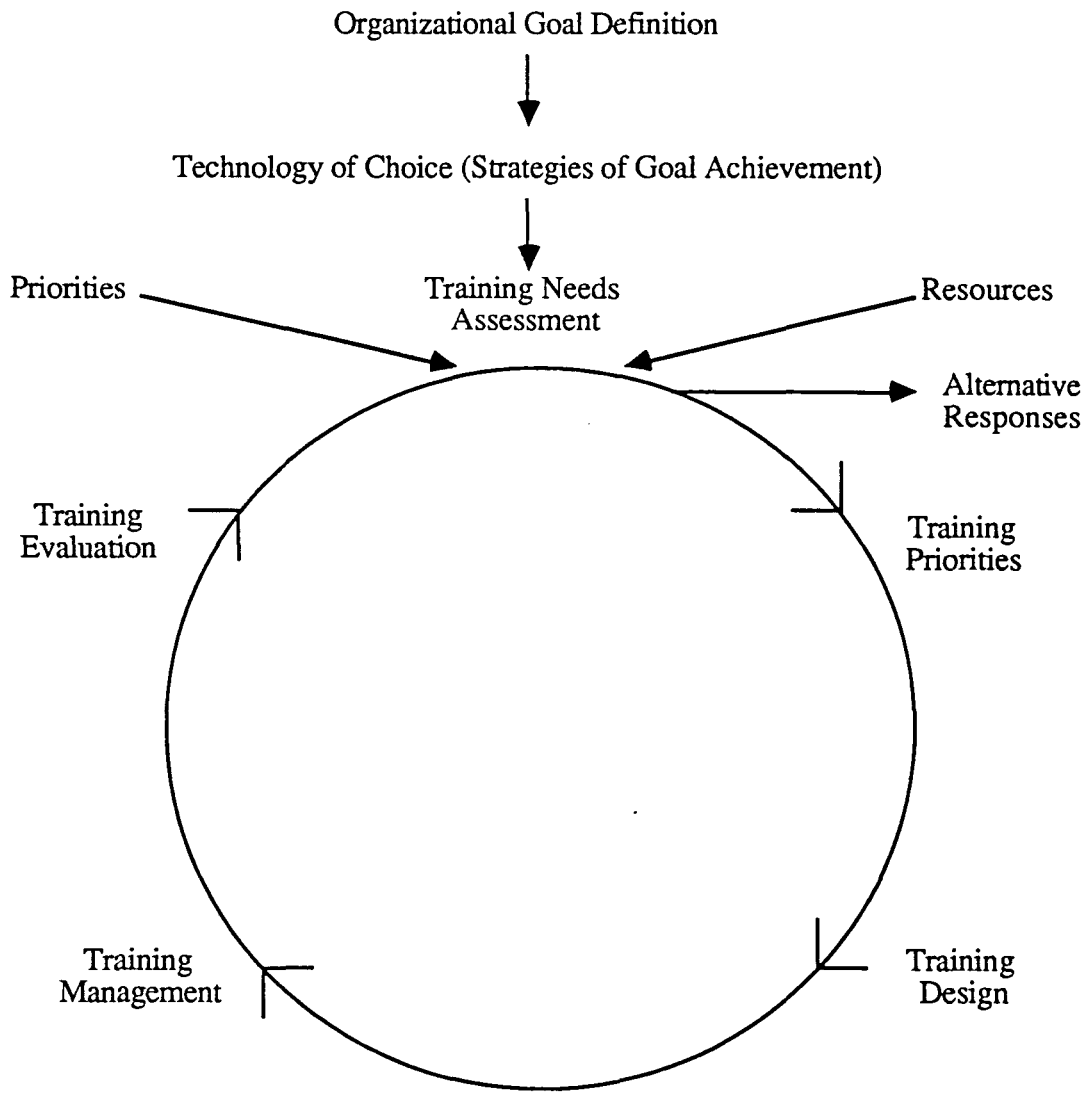 Organizational Goal Definition
Technology of Choice (Strategies of Goal Achievement)
Priorities
Training Needs
Assessment
Resources
Alternative
Responses
Training
Evaluation
Training
Priorities
Training
Management
Training
Design